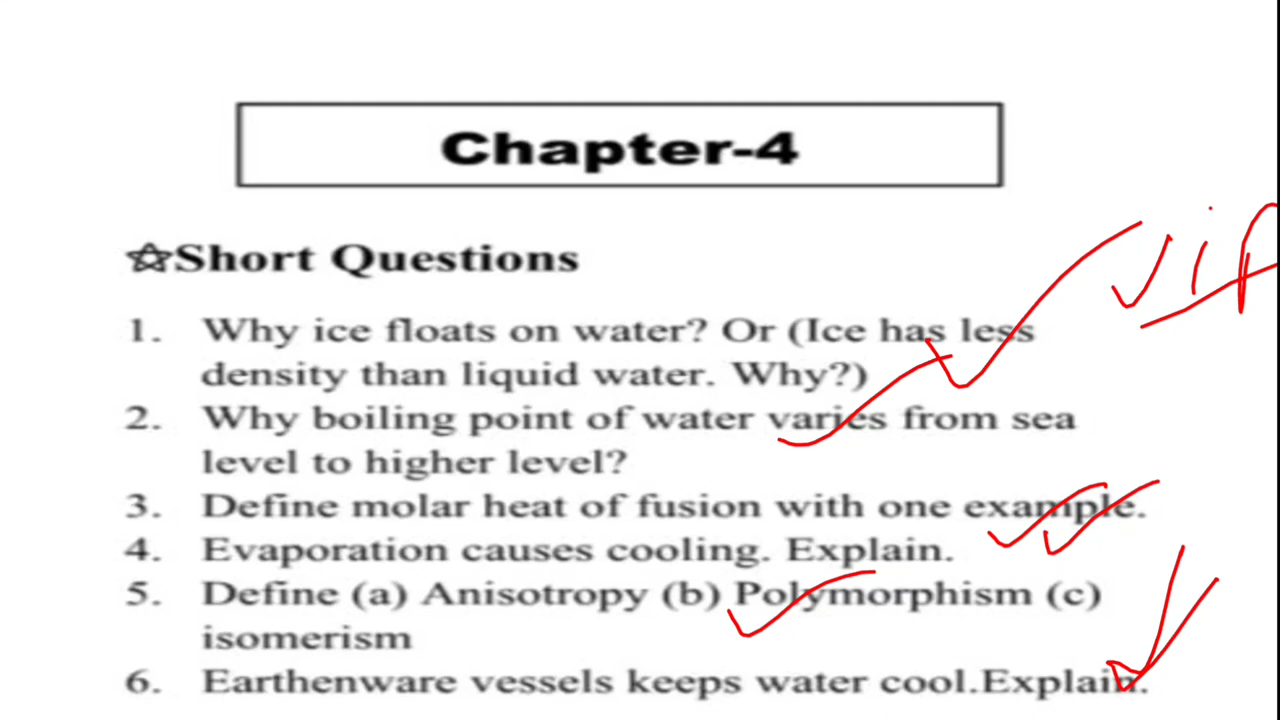 Chapter-4
☆Short Questions
1. Why ice floats on water? Or (Ice has less
density than liquid water. Why?)
2. Why boiling point of water varies from sea
level to higher level?
3. Define molar heat of fusion with one example.
4. Evaporation causes cooling. Explain.
5. Define (a) Anisotropy (b) Polymorphism (c)
isomerism
6. Earthenware vessels keeps water cool.Explain.